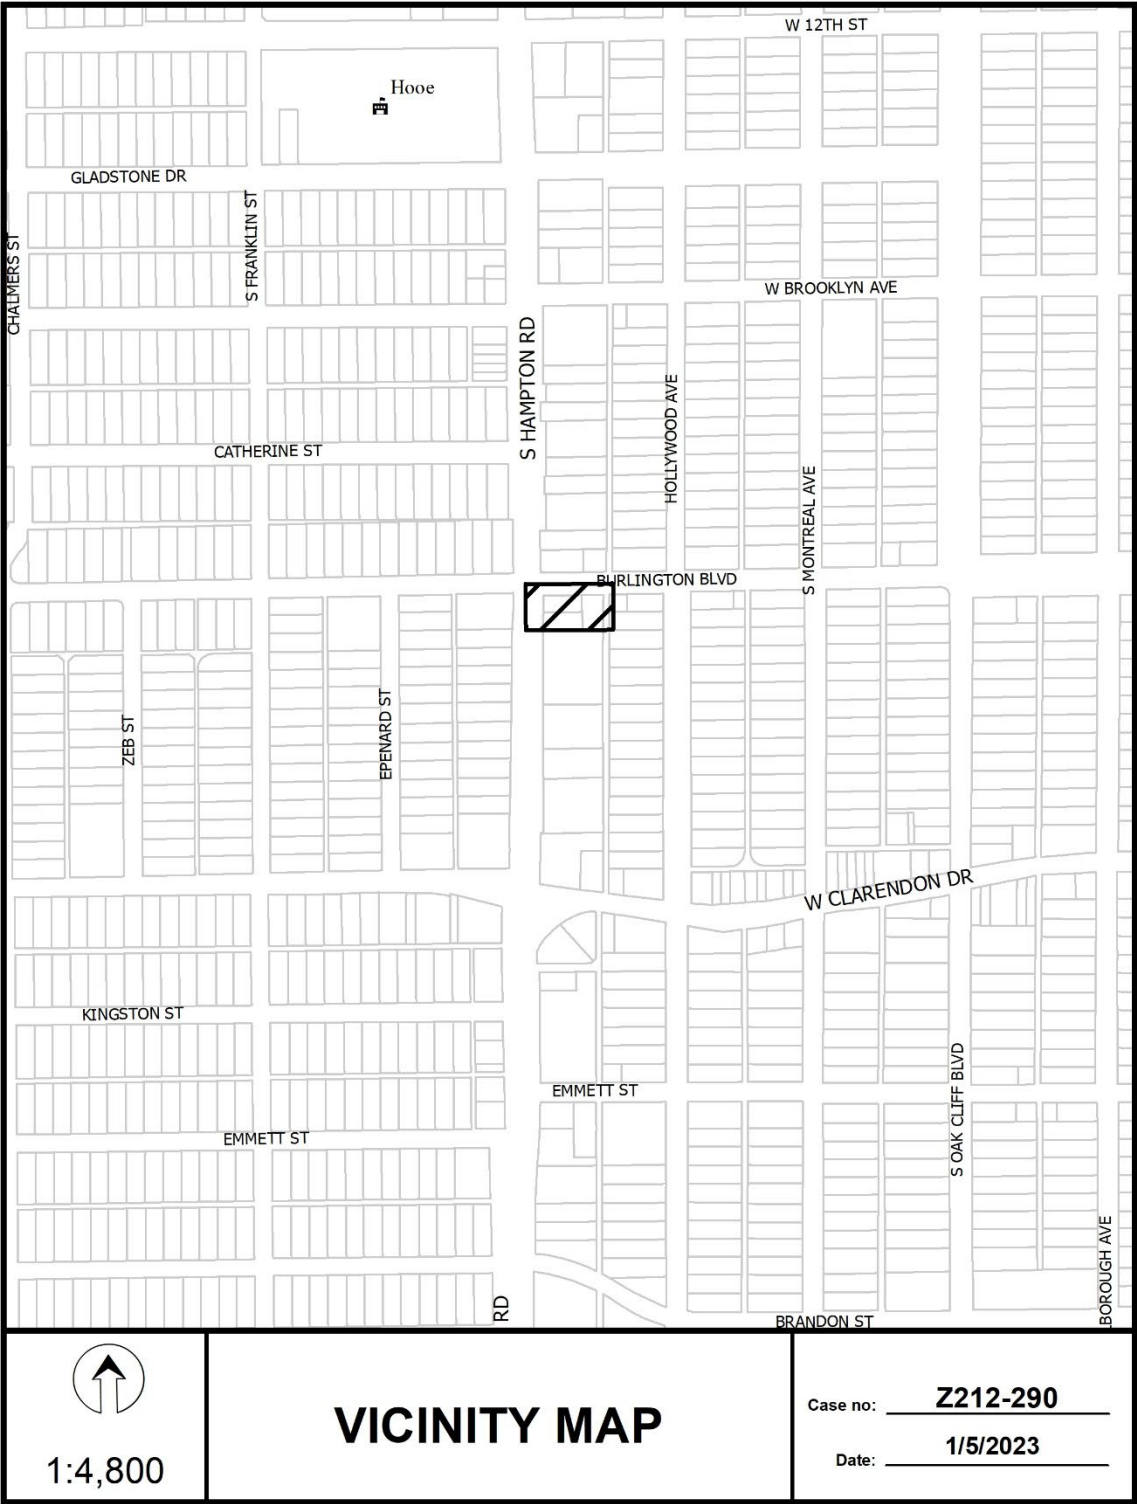 W 12TH ST
Hooe
GLADSTONE DR
S FRANKLIN ST
CHALMERS ST
W BROOKLYN AVE
S HAMPTON RD
HOLLYWOOD AVE
CATHERINE ST
S MONTREAL AVE
BURLINGTON BLVD
ZEB ST
EPENARD ST
W CLARENDON DR
KINGSTON ST
EMMETT ST
S OAK CLIFF BLVD
EMMETT ST
BOROUGH AVE
RD
BRANDON ST
1:4,800
VICINITY MAP
Case no: Z212-290
Date: 1/5/2023